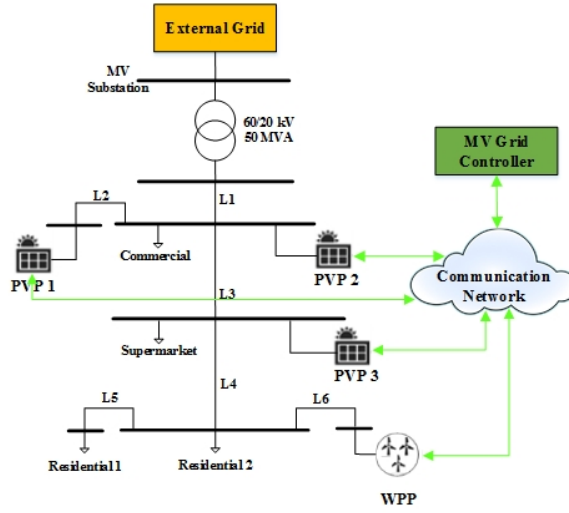 External Grid
MV
Substation
60/20 kV
50 MVA
MV Grid
Controller
L1
L2
Commercial
PVP 1
PVP 2
Communication
Network
L3
Supermarket
PVP 3
L4
L5
L6
Residential 1
Residential 2
WPP